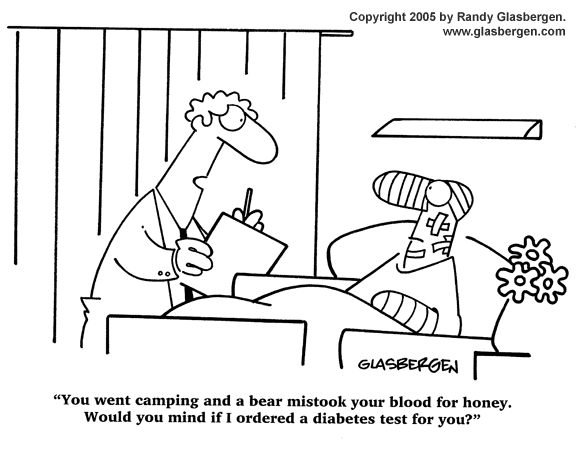 Copyright 2005 by Randy Glasbergen.
www.glasbergen.com
GLASBERGEN
“You went camping and a bear mistook your blood for honey.
Would you mind if I ordered a diabetes test for you?”